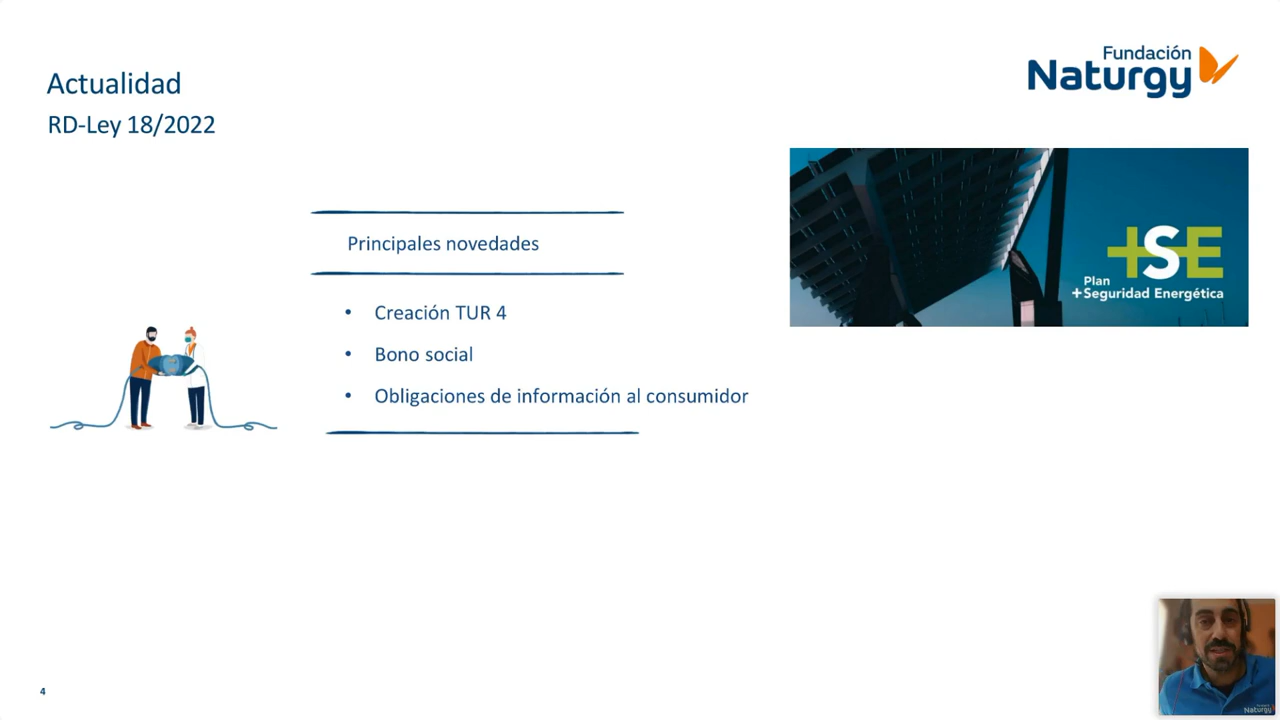 Actualidad
RD-Ley 18/2022
Fundación
Naturgy
Principales novedades
• Creación TUR 4
• Bono social
• Obligaciones de información al consumidor
+SE
Plan
+Seguridad Energética
4
Naturgy